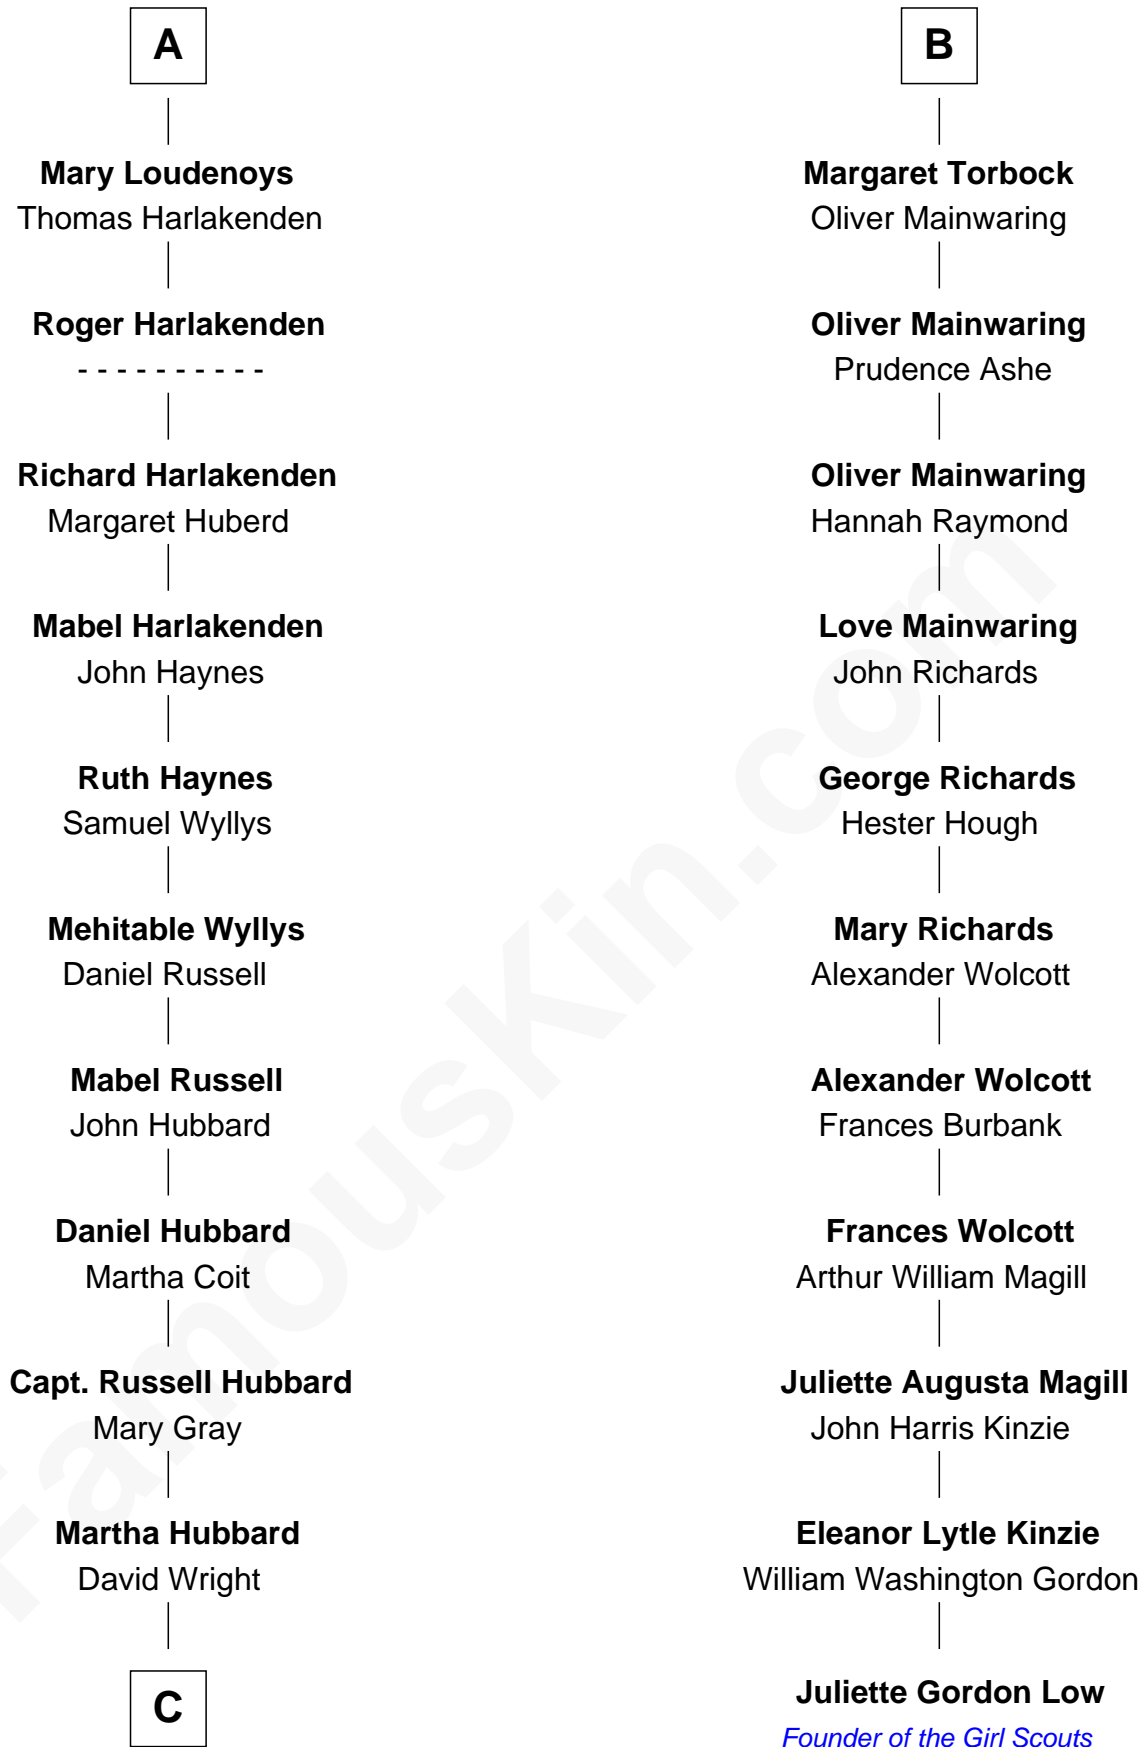 A
Mary Loudenoys
Thomas Harlakenden
Roger Harlakenden
- - - - - - - - - -
Richard Harlakenden
Margaret Huberd
Mabel Harlakenden
John Haynes
Ruth Haynes
Samuel Wyllys
Mehitable Wyllys
Daniel Russell
Mabel Russell
John Hubbard
Daniel Hubbard
Martha Coit
Capt. Russell Hubbard
Mary Gray
Martha Hubbard
David Wright
C
B
Margaret Torbock
Oliver Mainwaring
Oliver Mainwaring
Prudence Ashe
Oliver Mainwaring
Hannah Raymond
Love Mainwaring
John Richards
George Richards
Hester Hough
Mary Richards
Alexander Wolcott
Alexander Wolcott
Frances Burbank
Frances Wolcott
Arthur William Magill
Juliette Augusta Magill
John Harris Kinzie
Eleanor Lytle Kinzie
William Washington Gordon
Juliette Gordon Low
Founder of the Girl Scouts
FamousKin.com